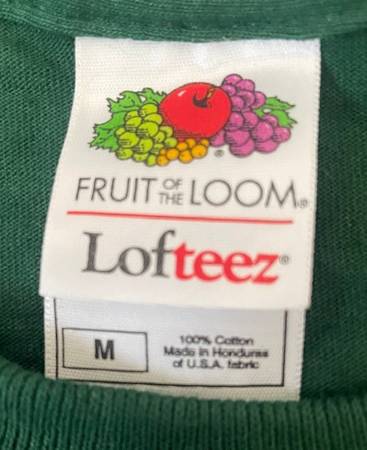 FRUIT OF THE LOOM®
Lofteez®
M
100% Cotton
Made in Honduras
of U.S.A. fabric